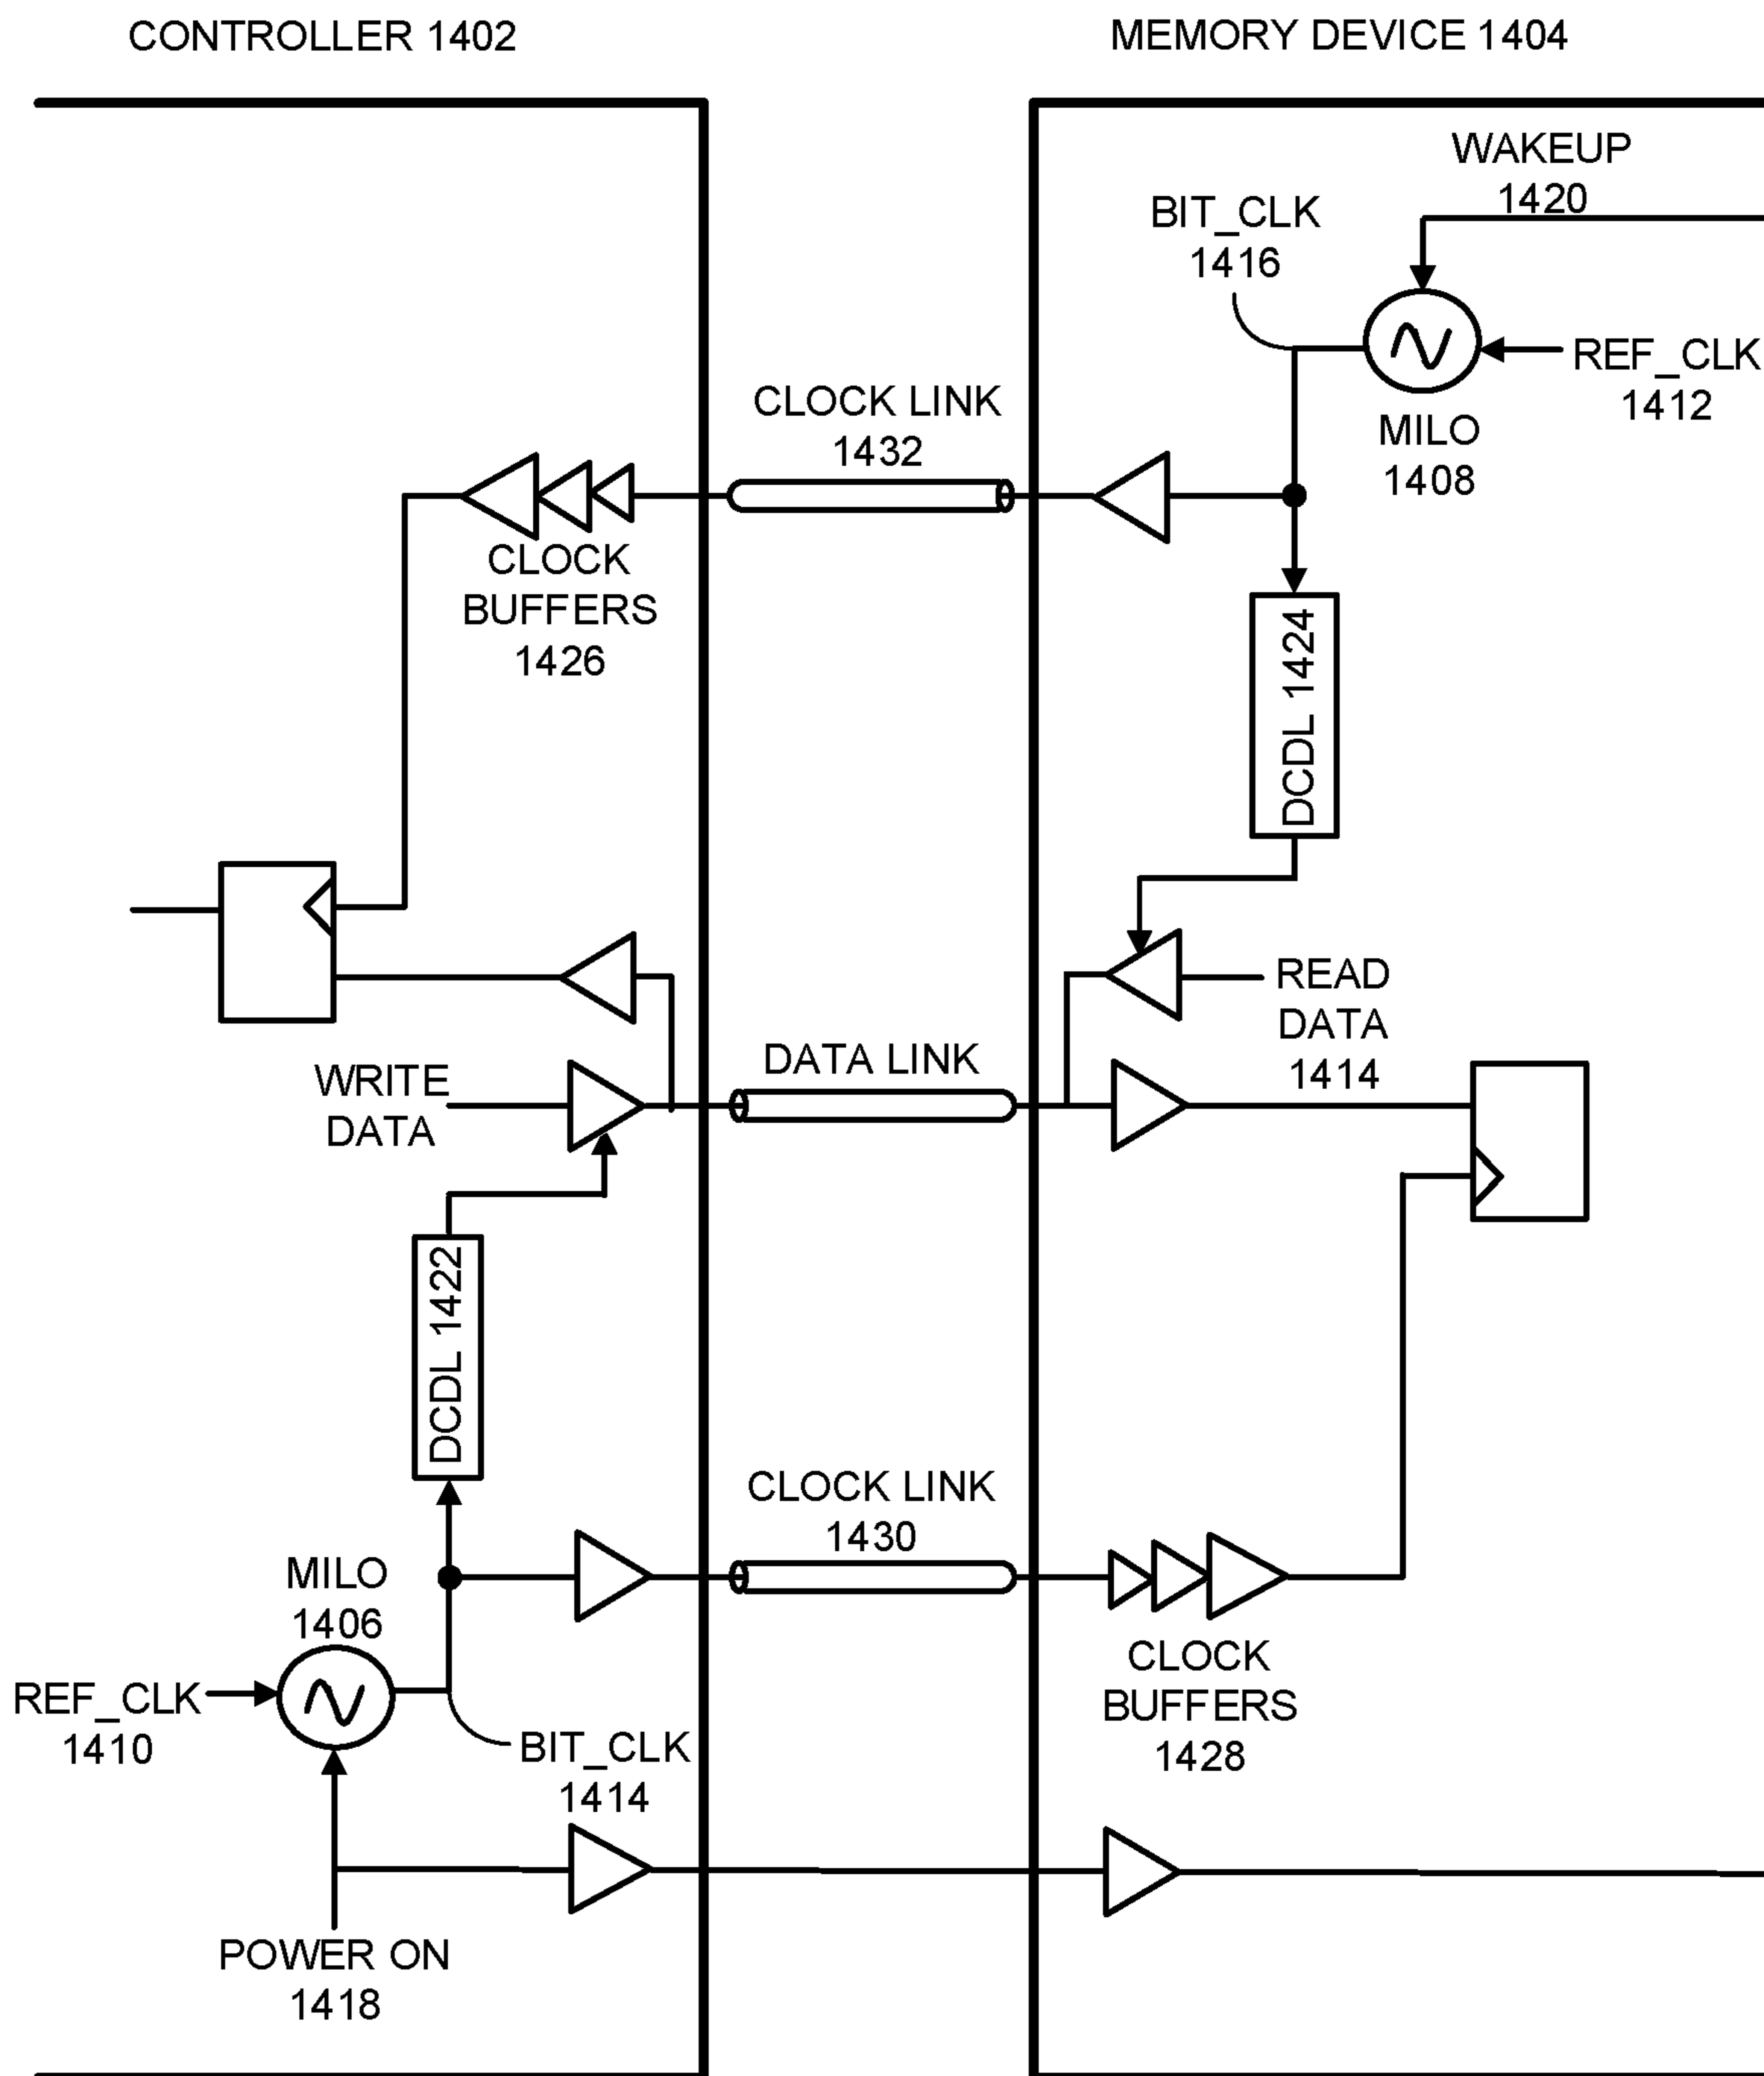 CONTROLLER 1402
MEMORY DEVICE 1404
WAKEUP
1420
BIT_CLK
1416
REF_CLK
1412
MILO
1408
CLOCK LINK
1432
CLOCK
BUFFERS
1426
DCDL 1424
READ
DATA
1414
DATA LINK
WRITE
DATA
DCDL 1422
CLOCK LINK
1430
MILO
1406
REF_CLK
1410
BIT_CLK
1414
CLOCK
BUFFERS
1428
POWER ON
1418